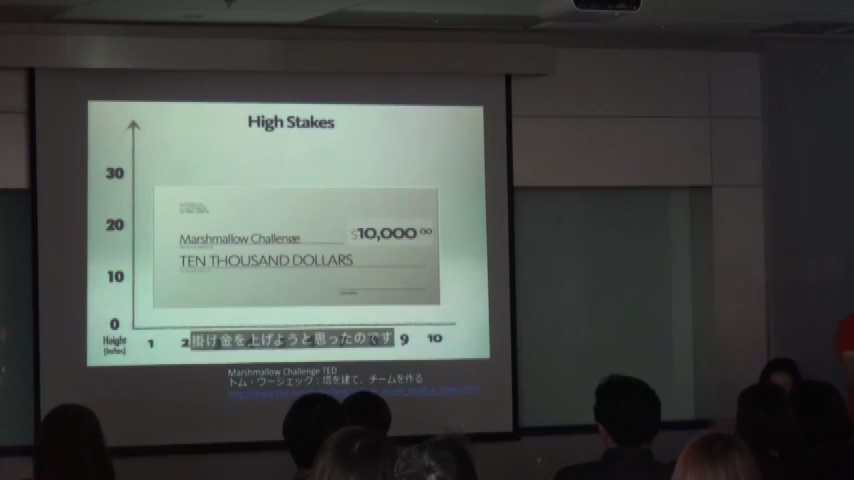 High Stakes
30
20
10
0
Height
(inches)
1 2 9 10
Marshmallow Challenge
$10,000 00
TEN THOUSAND DOLLARS
掛け金を上げようと思ったのです
Marshmallow Challenge TED
トム・ウージェック：塔を建て、チームを作る